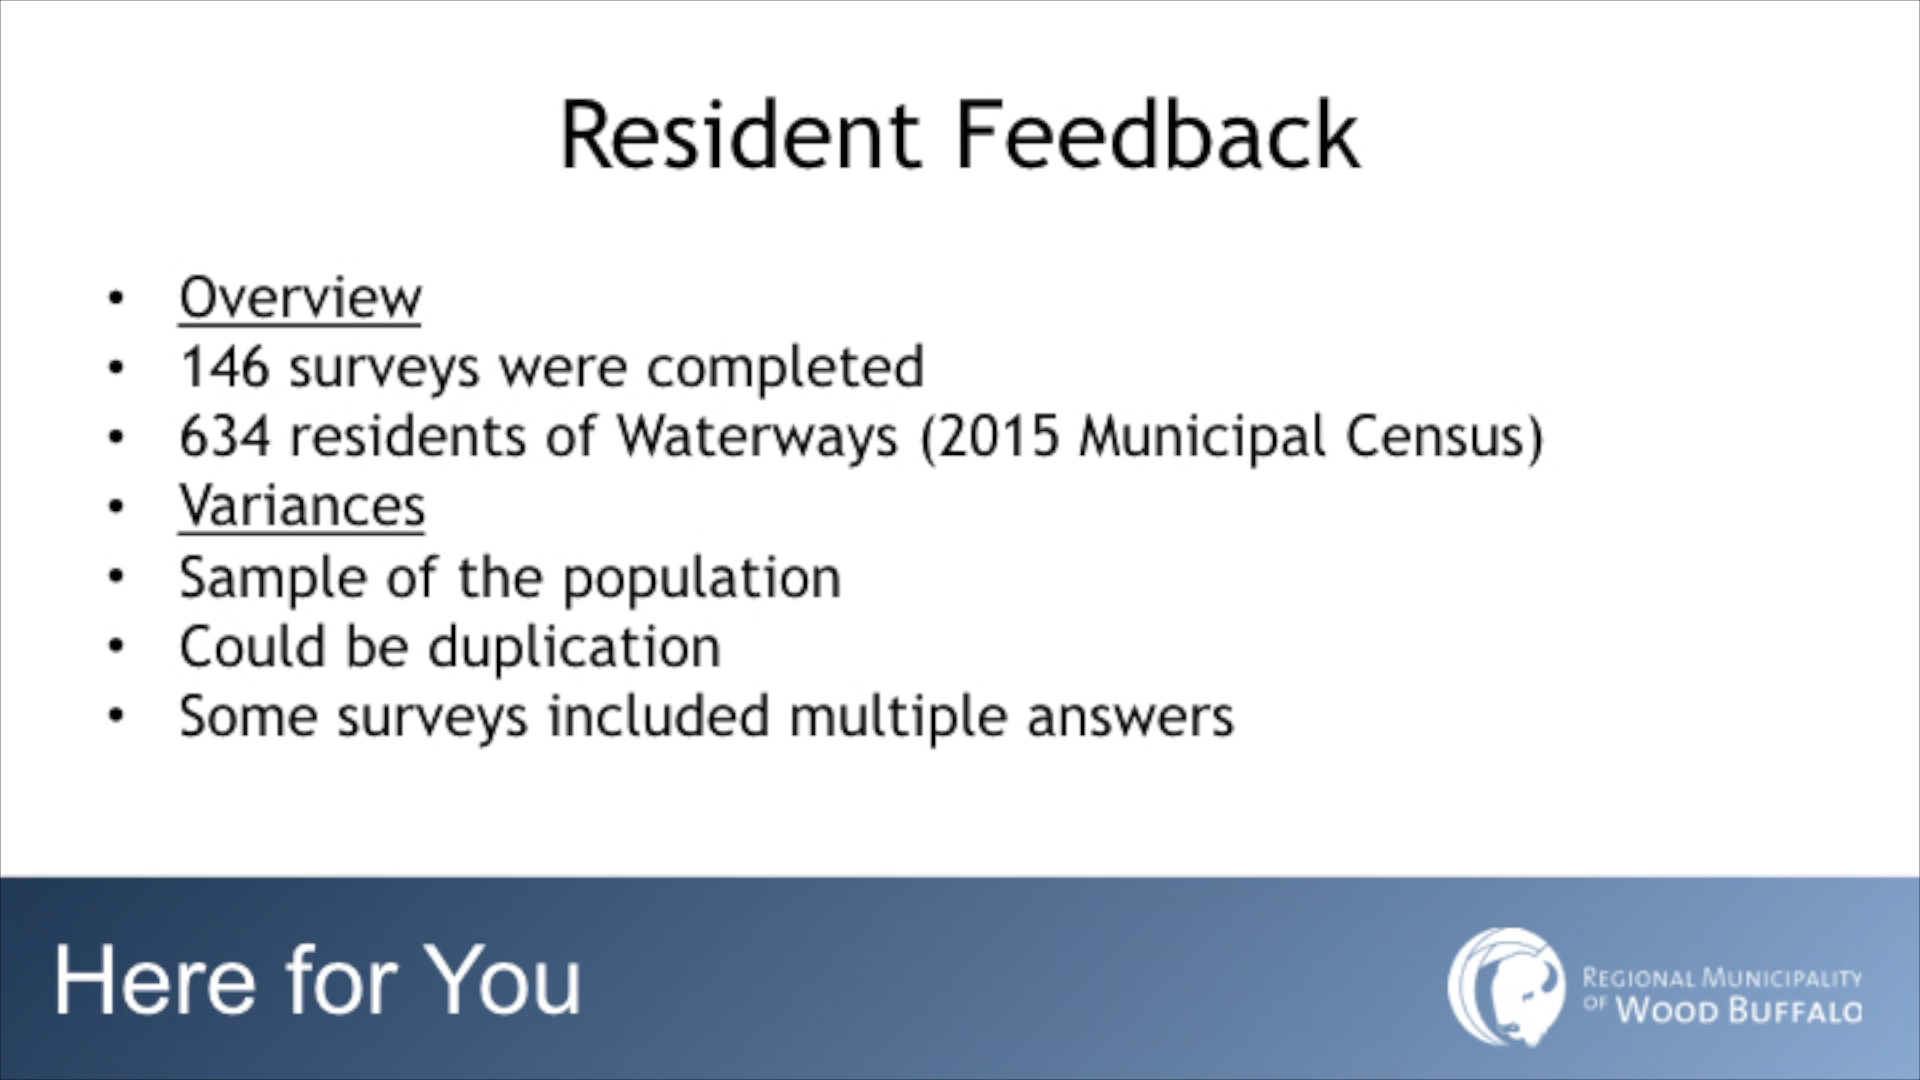 Resident Feedback
• Overview
• 146 surveys were completed
• 634 residents of Waterways (2015 Municipal Census)
• Variances
• Sample of the population
• Could be duplication
• Some surveys included multiple answers
Here for You
REGIONAL MUNICIPALITY
OF WOOD BUFFALO